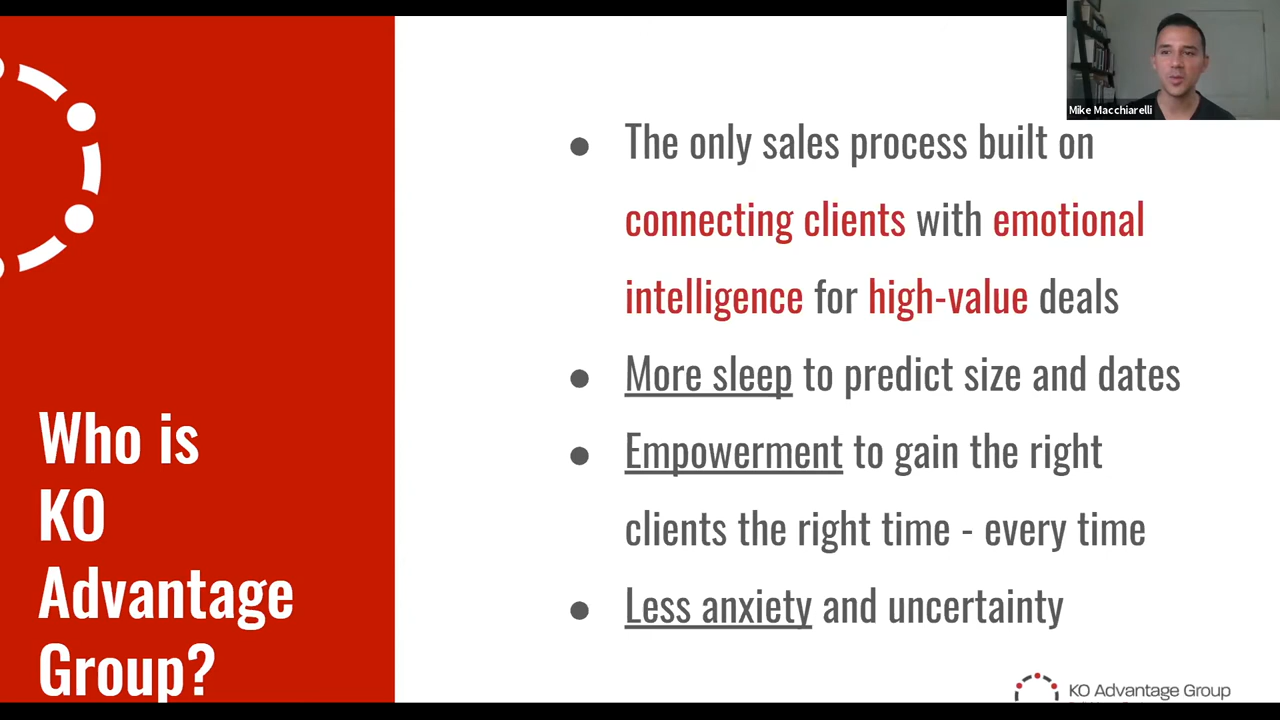 Who is
KO
Advantage
Group?
Mike Macchiarelli
● The only sales process built on
connecting clients with emotional
intelligence for high-value deals
● More sleep to predict size and dates
● Empowerment to gain the right
clients the right time - every time
● Less anxiety and uncertainty
KO Advantage Group